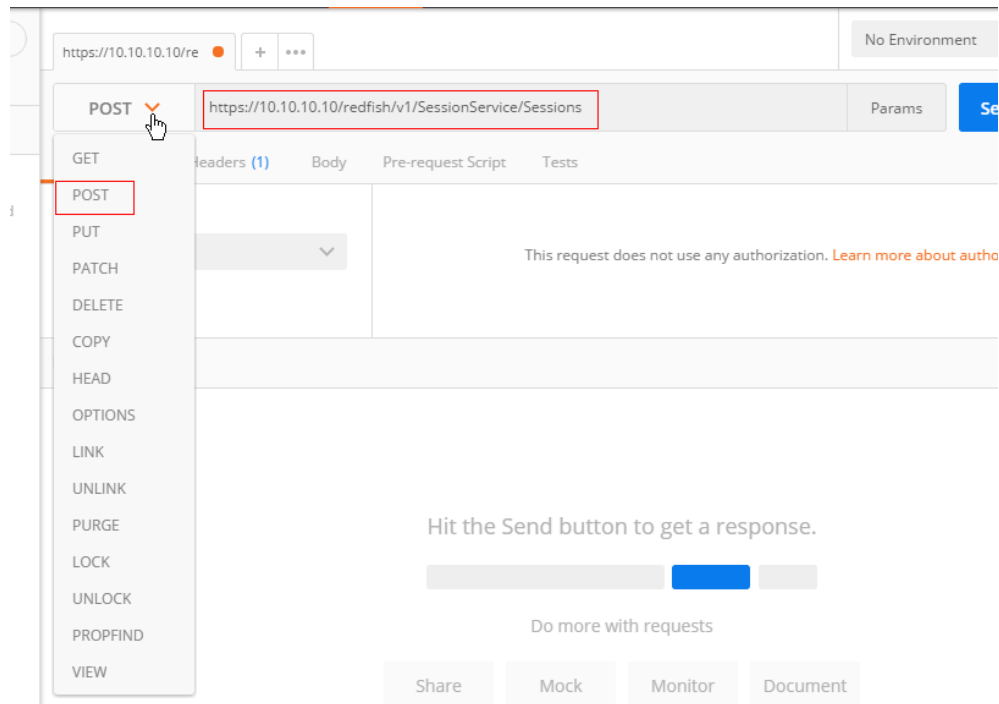 https://10.10.10.10/re
+
No Environment
POST
https://10.10.10.10/redfish/v1/SessionService/Sessions
Params
Headers (1)
Body
Pre-request Script
Tests
GET
POST
PUT
PATCH
DELETE
COPY
HEAD
OPTIONS
LINK
UNLINK
PURGE
LOCK
UNLOCK
PROPFIND
VIEW
This request does not use any authorization. Learn more about
Hit the Send button to get a response.
Do more with requests
Share
Mock
Monitor
Document